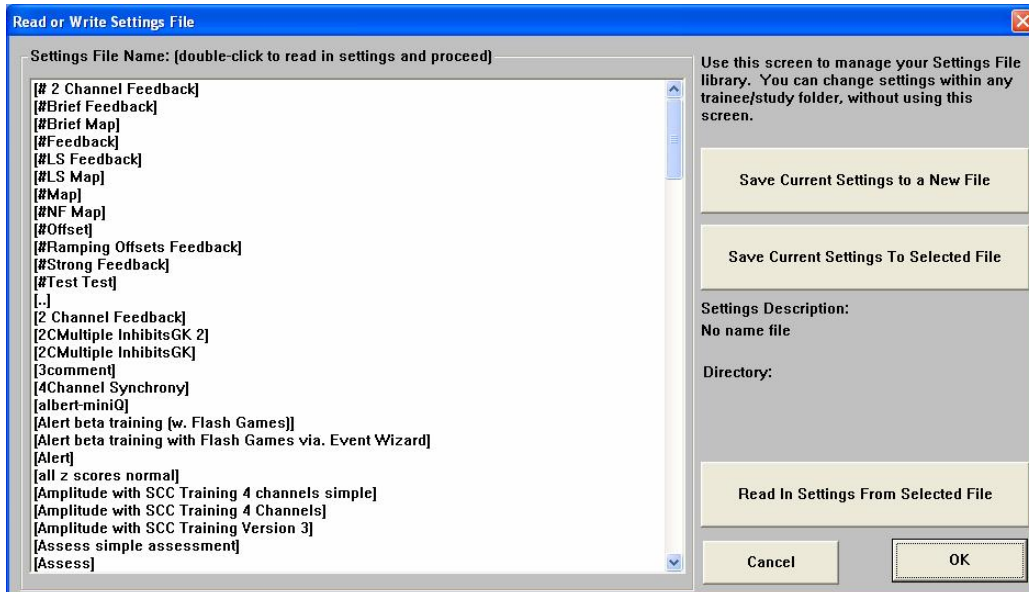 Read or Write Settings File
Settings File Name: (double-click to read in settings and proceed)
[# 2 Channel Feedback]
[#Brief Feedback]
[#Brief Map]
[#Feedback]
[#LS Feedback]
[#LS Map]
[#Map]
[#NF Map]
[#Offset]
[#Ramping Offsets Feedback]
[#Strong Feedback]
[#Test Test]
[..]
[2 Channel Feedback]
[2CMultiple InhibitsGK 2]
[2CMultiple InhibitsGK]
[3comment]
[4Channel Synchrony]
[albert-miniQ]
[Alert beta training (w. Flash Games)]
[Alert beta training with Flash Games via. Event Wizard]
[Alert]
[all z scores normal]
[Amplitude with SCC Training 4 channels simple]
[Amplitude with SCC Training 4 Channels]
[Amplitude with SCC Training Version 3]
[Assess simple assessment]
[Assess]
Use this screen to manage your Settings File
library. You can change settings within any
trainee/study folder, without using this
screen.
Save Current Settings to a New File
Save Current Settings To Selected File
Settings Description:
No name file
Directory:
Read In Settings From Selected File
Cancel
OK